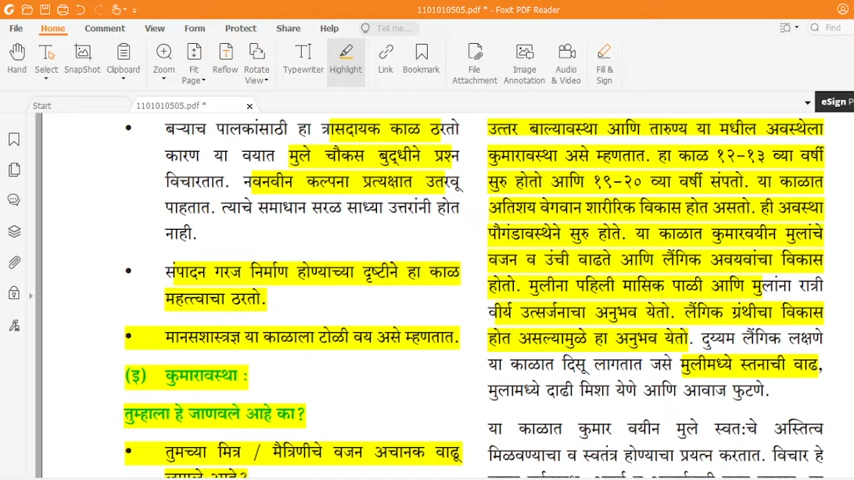 1101010505.pdf * - Foxit PDF Reader
File Home Comment View Form Protect Share Help Tell me... Find
Hand Select SnapShot Clipboard Zoom Fit Page Reflow Rotate View Typewriter Highlight Link Bookmark File Attachment Image Annotation Audio & Video Fill & Sign
Start 1101010505.pdf * eSign
• बऱ्याच पालकांसाठी हा त्रासदायक काळ ठरतो
कारण या वयात मुले चौकस बुद्धीने प्रश्न
विचारतात. नवनवीन कल्पना प्रत्यक्षात उतरवू
पाहतात. त्याचे समाधान सरळ साध्या उत्तरांनी होत
नाही.
• संपादन गरज निर्माण होण्याच्या दृष्टीने हा काळ
महत्त्वाचा ठरतो.
• मानसशास्त्रज्ञ या काळाला टोळी वय असे म्हणतात.
(इ) कुमारावस्था :
तुम्हाला हे जाणवले आहे का?
• तुमच्या मित्र / मैत्रिणीचे वजन अचानक वाढू
लागले आहे?
उत्तर बाल्यावस्था आणि तारुण्य या मधील अवस्थेला
कुमारावस्था असे म्हणतात. हा काळ १२-१३ व्या वर्षी
सुरु होतो आणि १९-२० व्या वर्षी संपतो. या काळात
अतिशय वेगवान शारीरिक विकास होत असतो. ही अवस्था
पौगंडावस्थेने सुरु होते. या काळात कुमारवयीन मुलांचे
वजन व उंची वाढते आणि लैंगिक अवयवांचा विकास
होतो. मुलीना पहिली मासिक पाळी आणि मुलांना रात्री
वीर्य उत्सर्जनाचा अनुभव येतो. लैंगिक ग्रंथीचा विकास
होत असल्यामुळे हा अनुभव येतो. दुय्यम लैंगिक लक्षणे
या काळात दिसू लागतात जसे मुलीमध्ये स्तनाची वाढ,
मुलामध्ये दाढी मिशा येणे आणि आवाज फुटणे.
या काळात कुमार वयीन मुले स्वत:चे अस्तित्व
मिळवण्याचा व स्वतंत्र होण्याचा प्रयत्न करतात. विचार हे